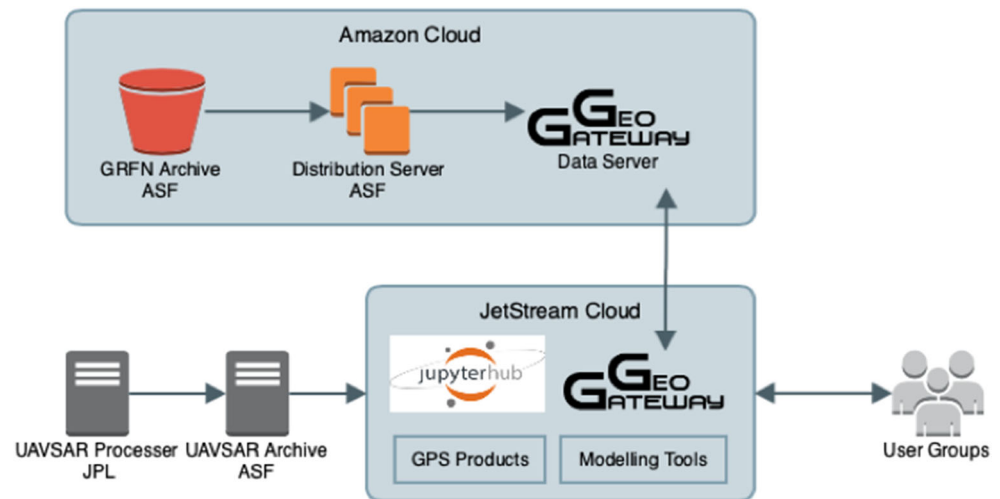 Amazon Cloud
GRFN Archive
ASF
Distribution Server
ASF
GEO
GATEWAY
Data Server
JetStream Cloud
jupyterhub
GEO
GATEWAY
GPS Products
Modelling Tools
UAVSAR Processer
JPL
UAVSAR Archive
ASF
User Groups